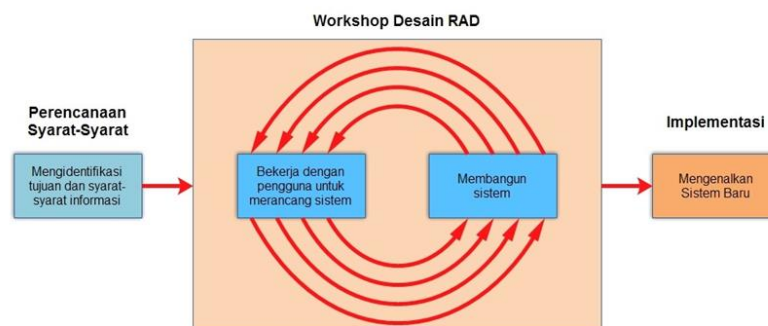 Workshop Desain RAD
Perencanaan
Syarat-Syarat
Mengidentifikasi
tujuan dan syarat-
syarat informasi
Bekerja dengan
pengguna untuk
merancang sistem
Membangun
sistem
Implementasi
Mengenalkan
Sistem Baru